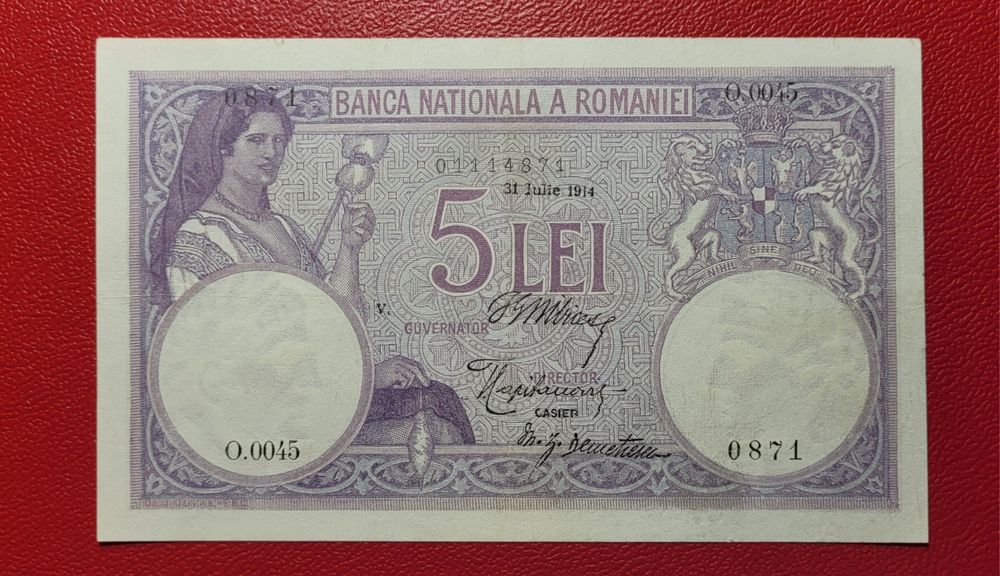 0871
BANCA NATIONALA A ROMANIEI
O.0045
01114871
31 Iulie 1914
5 LEI
NIHIL SINE DEO
V.
GUVERNATOR
DIRECTOR
CASIER
O.0045
0871